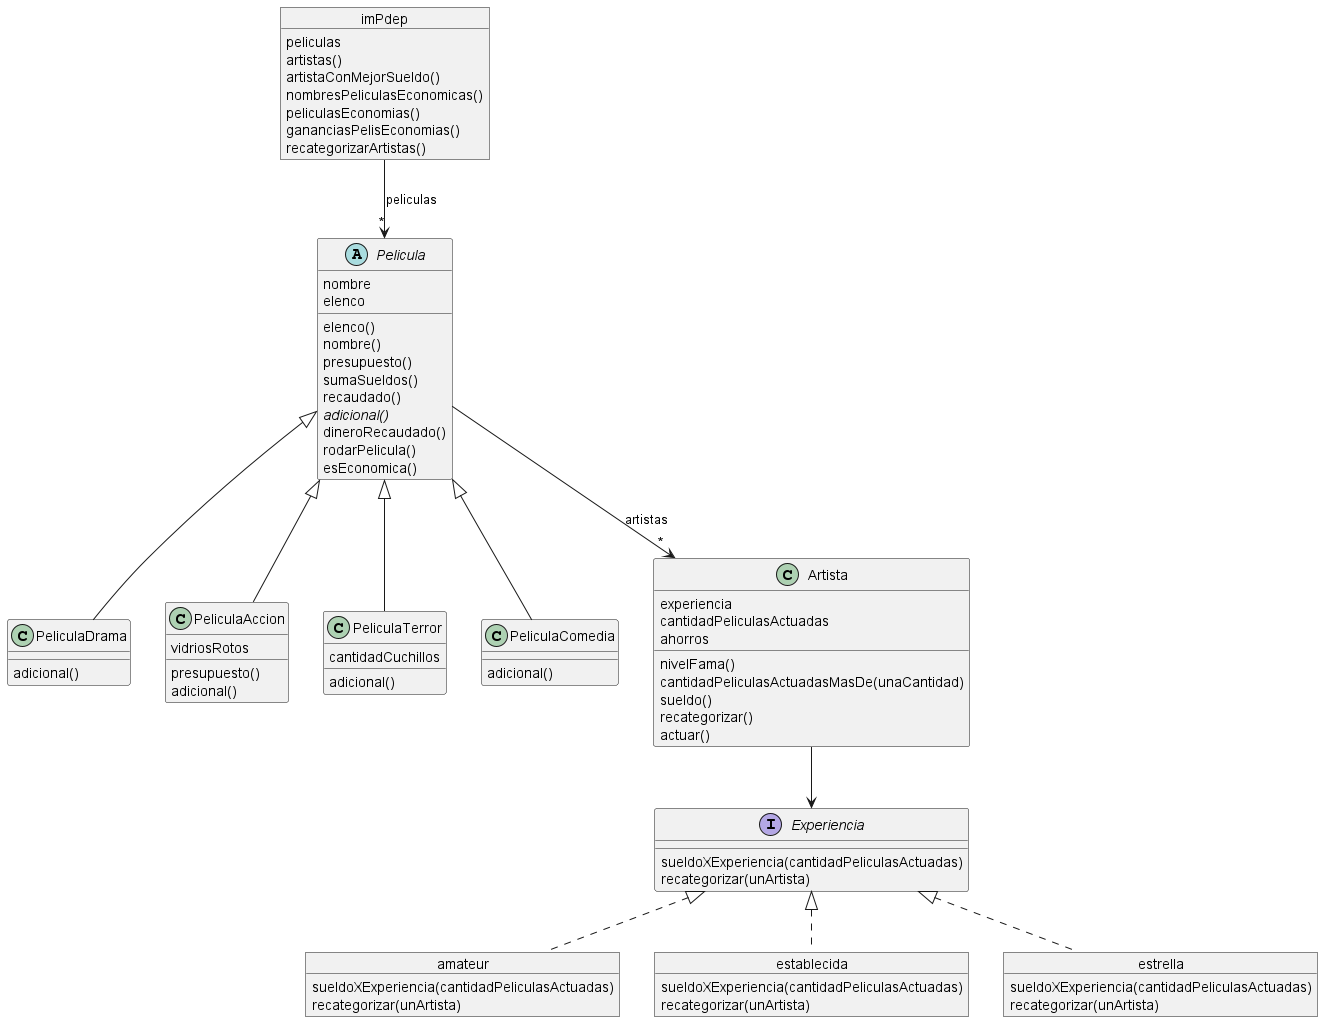 imPdep
peliculas
artistas()
artistaConMejorSueldo()
nombresPeliculasEconomicas()
peliculasEconomias()
gananciasPelisEconomias()
recategorizarArtistas()
peliculas
*
A Pelicula
nombre
elenco
elenco()
nombre()
presupuesto()
sumaSueldos()
recaudado()
adicional()
dineroRecaudado()
rodarPelicula()
esEconomica()
artistas
*
C PeliculaDrama
adicional()
C PeliculaAccion
vidriosRotos
presupuesto()
adicional()
C PeliculaTerror
cantidadCuchillos
adicional()
C PeliculaComedia
adicional()
C Artista
experiencia
cantidadPeliculasActuadas
ahorros
nivelFama()
cantidadPeliculasActuadasMasDe(unaCantidad)
sueldo()
recategorizar()
actuar()
I Experiencia
sueldoXExperiencia(cantidadPeliculasActuadas)
recategorizar(unArtista)
amateur
sueldoXExperiencia(cantidadPeliculasActuadas)
recategorizar(unArtista)
establecida
sueldoXExperiencia(cantidadPeliculasActuadas)
recategorizar(unArtista)
estrella
sueldoXExperiencia(cantidadPeliculasActuadas)
recategorizar(unArtista)